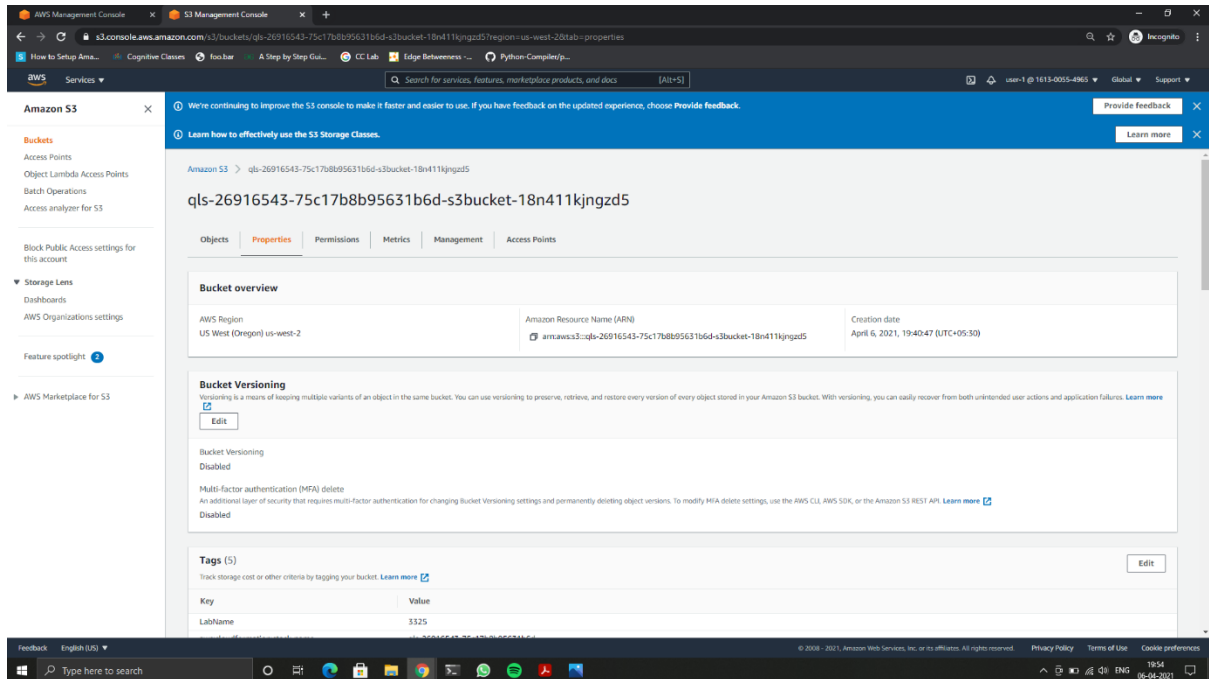 AWS Management Console
S3 Management Console
s3.console.aws.amazon.com/s3/buckets/qls-26916543-75c17b8b95631b6d-s3bucket-18n411kjngzd5?region=us-west-2&tab=properties
Incognito
How to Setup Ama...
Cognitive Classes
foo.bar
A Step by Step Gui...
CC Lab
Edge Betweeness -...
Python-Compiler/p...
aws
Services
Search for services, features, marketplace products, and docs
[Alt+S]
user-1 @ 1613-0055-4965
Global
Support
Amazon S3
Buckets
Access Points
Object Lambda Access Points
Batch Operations
Access analyzer for S3
Block Public Access settings for
this account
Storage Lens
Dashboards
AWS Organizations settings
Feature spotlight 2
AWS Marketplace for S3
We're continuing to improve the S3 console to make it faster and easier to use. If you have feedback on the updated experience, choose Provide feedback.
Provide feedback
Learn how to effectively use the S3 Storage Classes.
Learn more
Amazon S3 > qls-26916543-75c17b8b95631b6d-s3bucket-18n411kjngzd5
qls-26916543-75c17b8b95631b6d-s3bucket-18n411kjngzd5
Objects
Properties
Permissions
Metrics
Management
Access Points
Bucket overview
AWS Region
US West (Oregon) us-west-2
Amazon Resource Name (ARN)
arn:aws:s3:::qls-26916543-75c17b8b95631b6d-s3bucket-18n411kjngzd5
Creation date
April 6, 2021, 19:40:47 (UTC+05:30)
Bucket Versioning
Versioning is a means of keeping multiple variants of an object in the same bucket. You can use versioning to preserve, retrieve, and restore every version of every object stored in your Amazon S3 bucket. With versioning, you can easily recover from both unintended user actions and application failures. Learn more
Edit
Bucket Versioning
Disabled
Multi-factor authentication (MFA) delete
An additional layer of security that requires multi-factor authentication for changing Bucket Versioning settings and permanently deleting object versions. To modify MFA delete settings, use the AWS CLI, AWS SDK, or the Amazon S3 REST API. Learn more
Disabled
Tags (5)
Edit
Track storage cost or other criteria by tagging your bucket. Learn more
Key
Value
LabName
3325
Feedback
English (US)
© 2008 - 2021, Amazon Web Services, Inc. or its affiliates. All rights reserved.
Privacy Policy
Terms of Use
Cookie preferences
Type here to search
ENG
19:54
06-04-2021